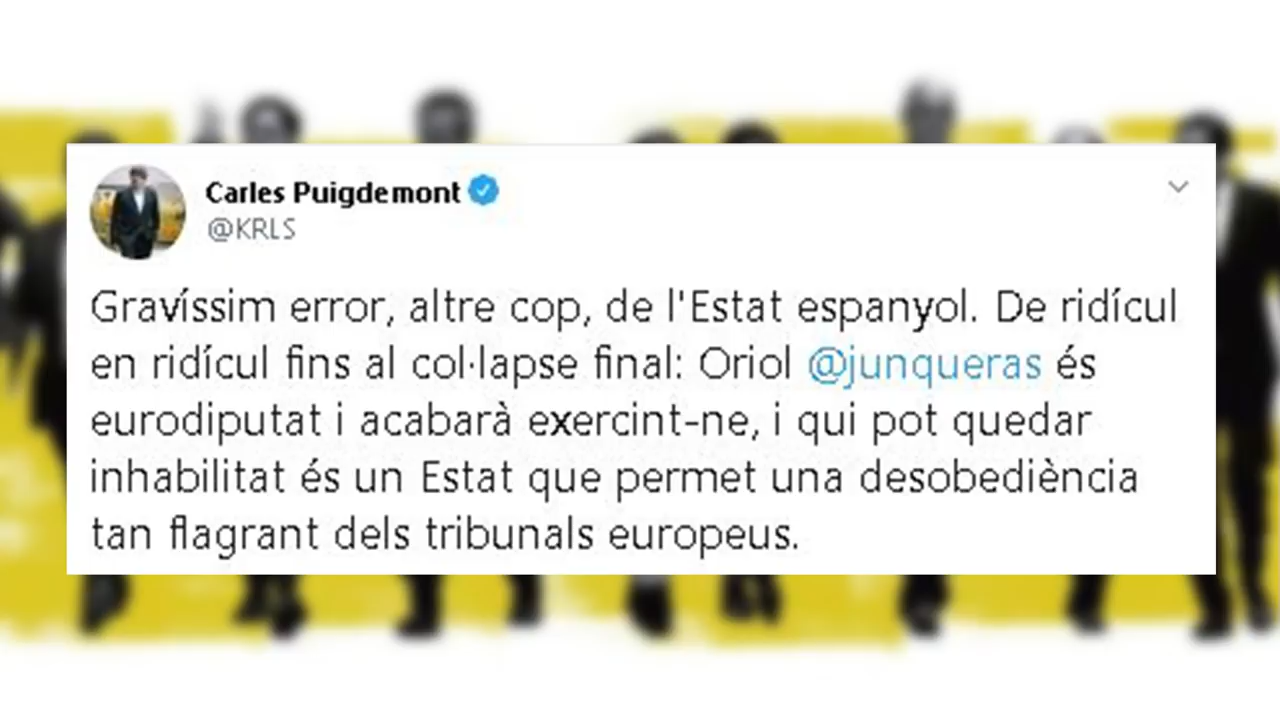 Carles Puigdemont
@KRLS
Gravíssim error, altre cop, de l'Estat espanyol. De ridícul
en ridícul fins al col·lapse final: Oriol @junqueras és
eurodiputat i acabarà exercint-ne, i qui pot quedar
inhabilitat és un Estat que permet una desobediència
tan flagrant dels tribunals europeus.